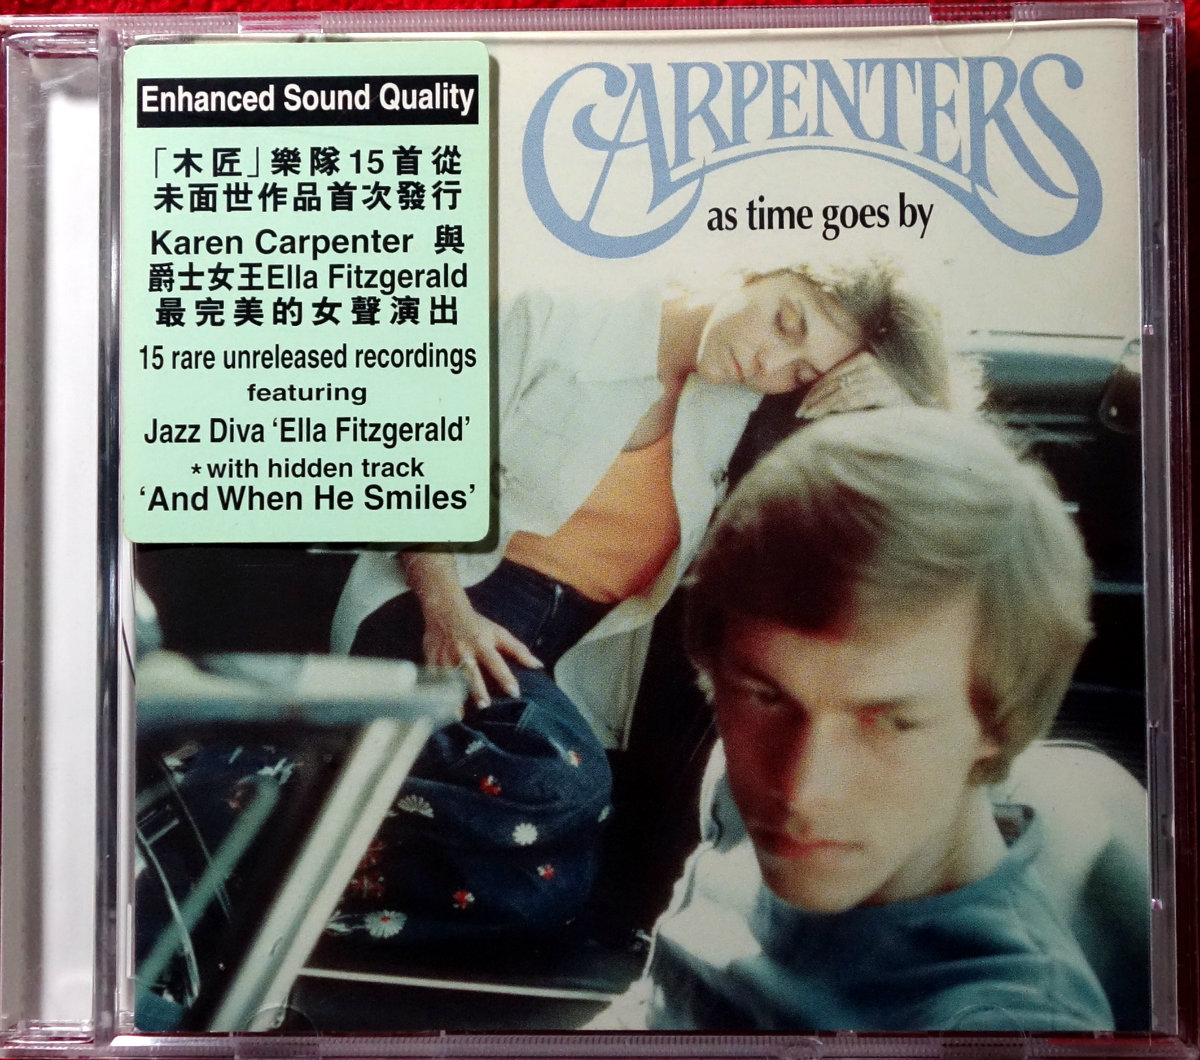 Enhanced Sound Quality
「木匠」樂隊15首從
未面世作品首次發行
Karen Carpenter 與
爵士女王Ella Fitzgerald
最完美的女聲演出
15 rare unreleased recordings
featuring
Jazz Diva ‘Ella Fitzgerald’
*with hidden track
‘And When He Smiles’
CARPENTERS
as time goes by